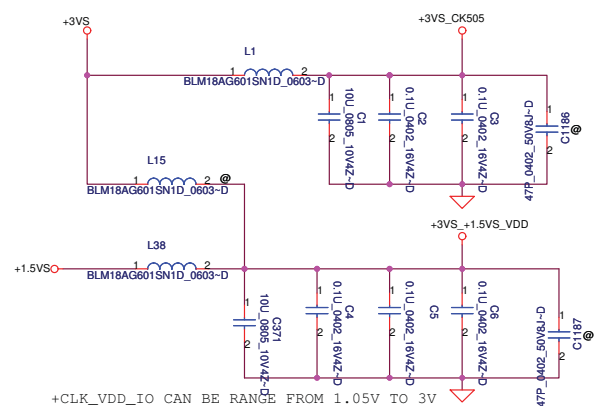 +3VS
+3VS_CK505
L1
1 2
BLM18AG601SN1D_0603~D
1 2
C1
10U_0805_10V4Z~D
1 2
C2
0.1U_0402_16V4Z~D
1 2
C3
0.1U_0402_16V4Z~D
1 2
C1186
@
47P_0402_50V8J~D
L15
1 2
@
BLM18AG601SN1D_0603~D
+3VS_+1.5VS_VDD
L38
+1.5VS
1 2
BLM18AG601SN1D_0603~D
1 2
C371
10U_0805_10V4Z~D
1 2
C4
0.1U_0402_16V4Z~D
1 2
C5
0.1U_0402_16V4Z~D
1 2
C6
0.1U_0402_16V4Z~D
1 2
C1187
@
47P_0402_50V8J~D
+CLK_VDD_IO CAN BE RANGE FROM 1.05V TO 3V